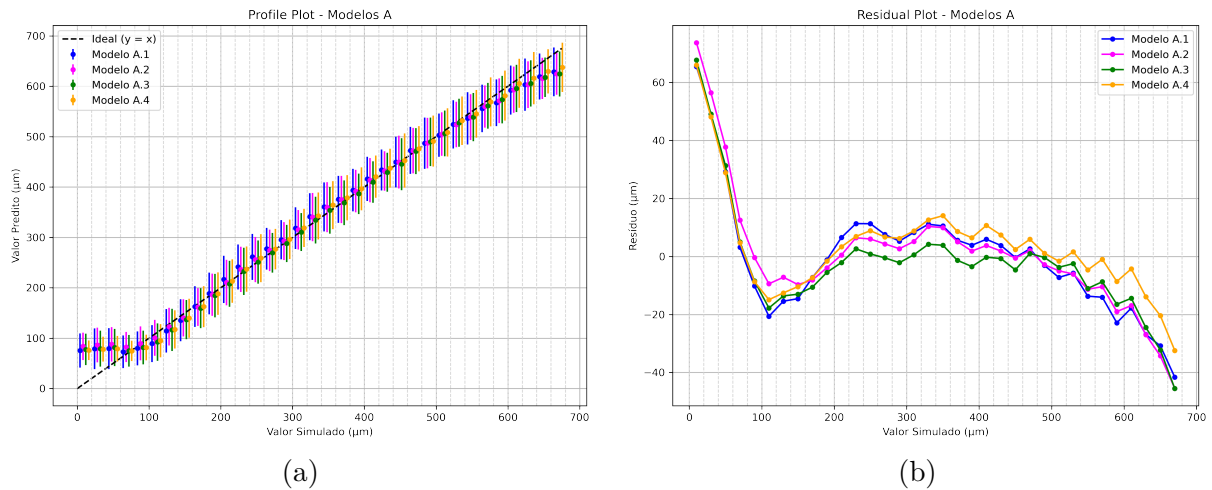 Profile Plot - Modelos A
700
600
500
400
300
200
100
0
Valor Predito (μm)
Ideal (y = x)
Modelo A.1
Modelo A.2
Modelo A.3
Modelo A.4
0 100 200 300 400 500 600 700
Valor Simulado (μm)
(a)
Residual Plot - Modelos A
60
40
20
0
−20
−40
Resíduo (μm)
Modelo A.1
Modelo A.2
Modelo A.3
Modelo A.4
0 100 200 300 400 500 600 700
Valor Simulado (μm)
(b)